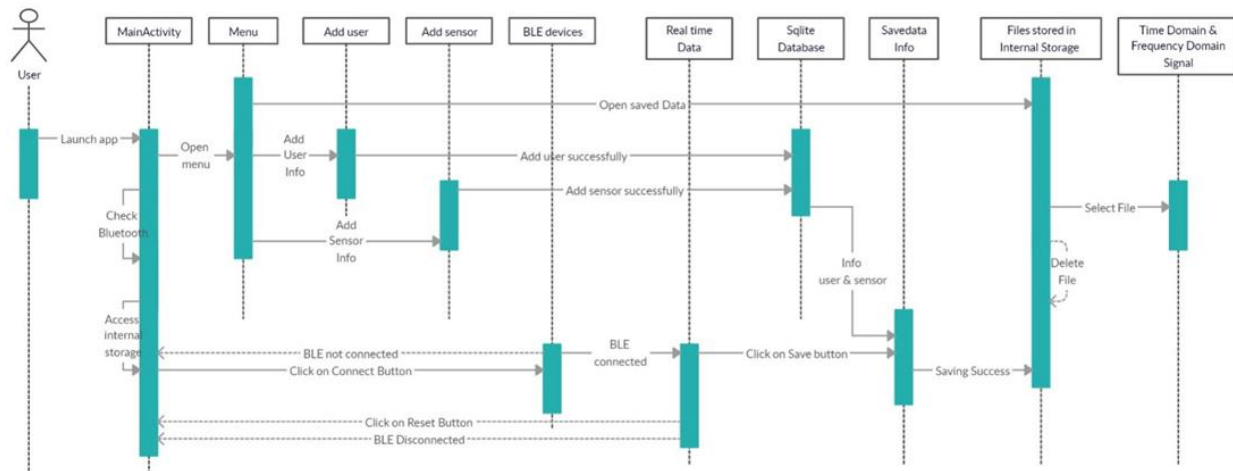 MainActivity
Menu
Add user
Add sensor
BLE devices
Real time
Data
Sqlite
Database
Savedata
Info
Files stored in
Internal Storage
Time Domain &
Frequency Domain
Signal
User
Open saved Data
Launch app
Open
menu
Add
User
Info
Add user successfully
Add sensor successfully
Check
Bluetooth
Add
Sensor
Info
Select File
Info
user & sensor
Delete
File
Access
internal
storage
BLE not connected
BLE
connected
Click on Save button
Click on Connect Button
Saving Success
Click on Reset Button
BLE Disconnected